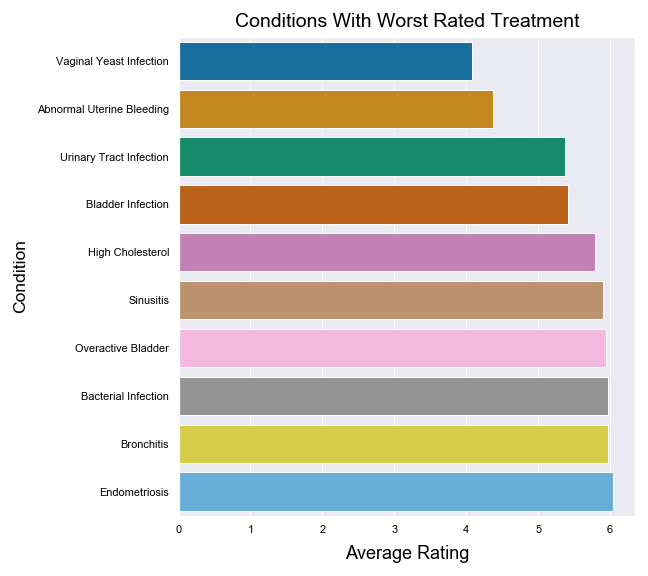 Conditions With Worst Rated Treatment
Vaginal Yeast Infection
Abnormal Uterine Bleeding
Urinary Tract Infection
Bladder Infection
High Cholesterol
Sinusitis
Overactive Bladder
Bacterial Infection
Bronchitis
Endometriosis
Condition
0 1 2 3 4 5 6
Average Rating